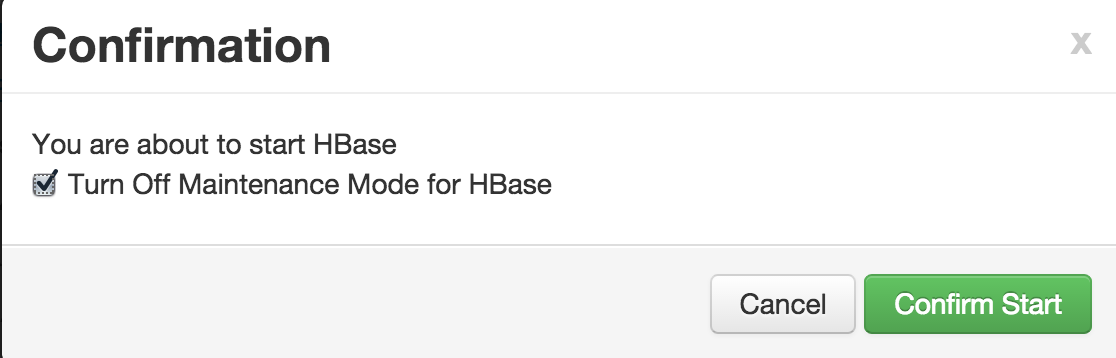 Confirmation
x
You are about to start HBase
Turn Off Maintenance Mode for HBase
Cancel
Confirm Start